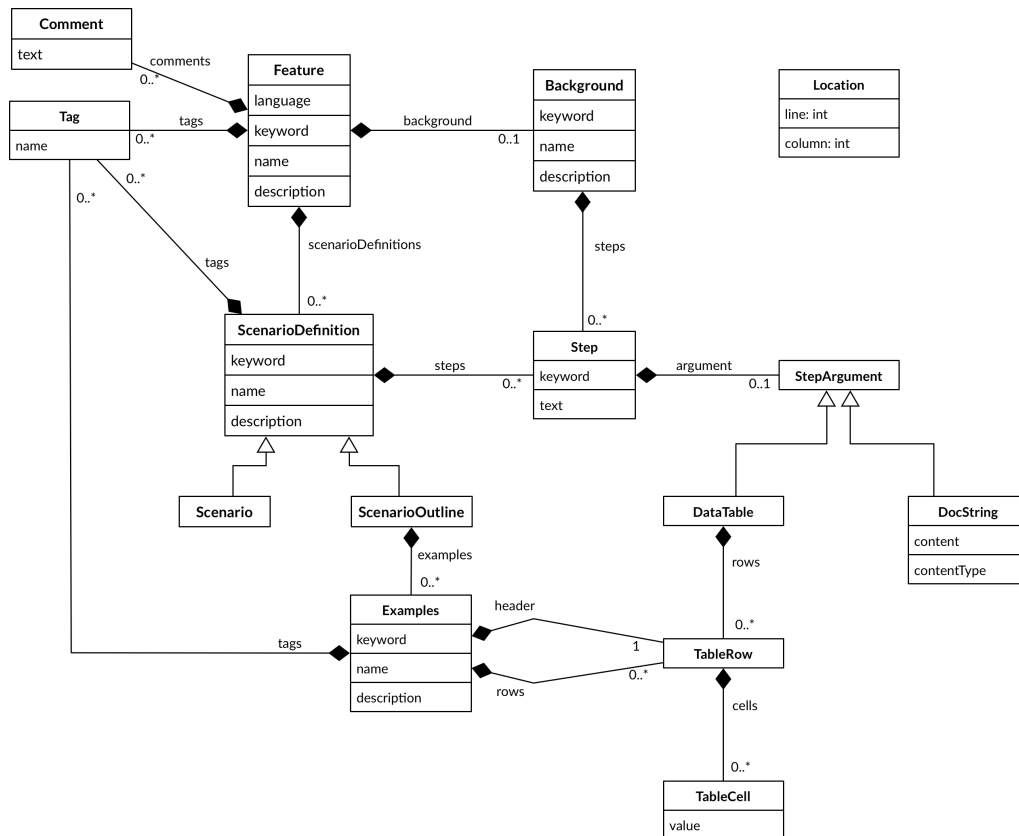 Comment
text
comments
0..*
Feature
language
keyword
name
description
Background
keyword
name
description
Location
line: int
column: int
Tag
name
tags
0..*
background
0..1
0..*
0..*
tags
scenarioDefinitions
0..*
steps
0..*
ScenarioDefinition
keyword
name
description
steps
0..*
Step
keyword
text
argument
0..1
StepArgument
Scenario
ScenarioOutline
DataTable
DocString
content
contentType
examples
0..*
rows
0..*
Examples
keyword
name
description
tags
header
1
rows
0..*
TableRow
cells
0..*
TableCell
value